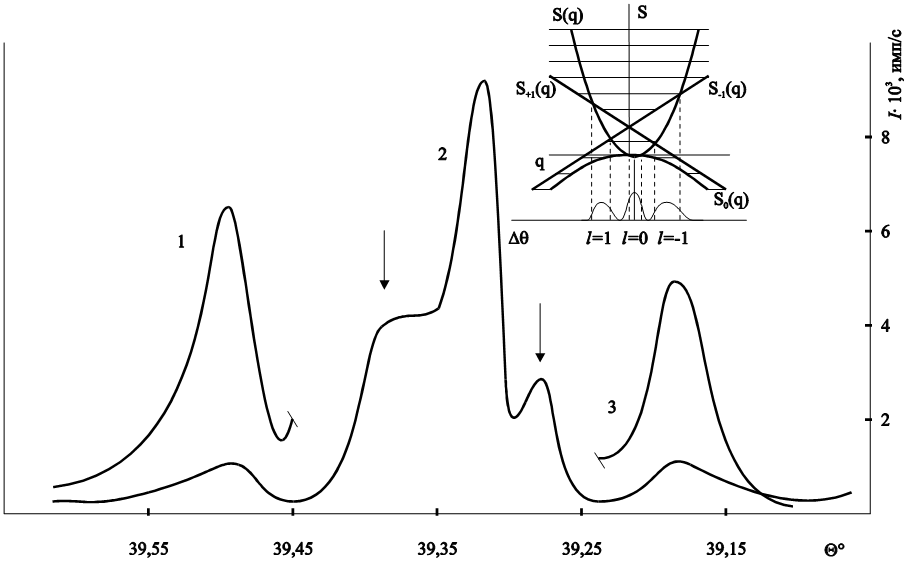 S(q) S
S₊₁(q) S₋₁(q)
q
S₀(q)
Δθ l=1 l=0 l=-1
I· 10³, имп/с
8
6
4
2
1
2
3
39,55 39,45 39,35 39,25 39,15 Θ°